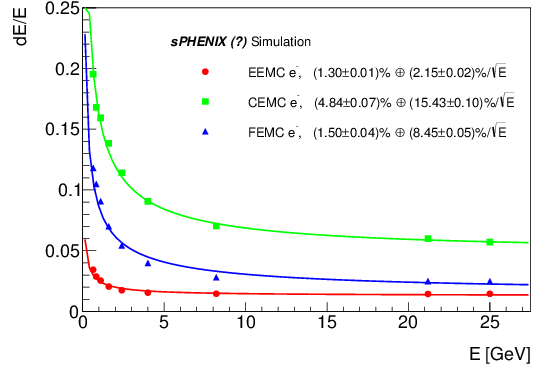 dE/E
0.25
0.2
0.15
0.1
0.05
0
sPHENIX (?) Simulation
EEMC e⁻, (1.30±0.01)% ⊕ (2.15±0.02)%/√E
CEMC e⁻, (4.84±0.07)% ⊕ (15.43±0.10)%/√E
FEMC e⁻, (1.50±0.04)% ⊕ (8.45±0.05)%/√E
0 5 10 15 20 25
E [GeV]